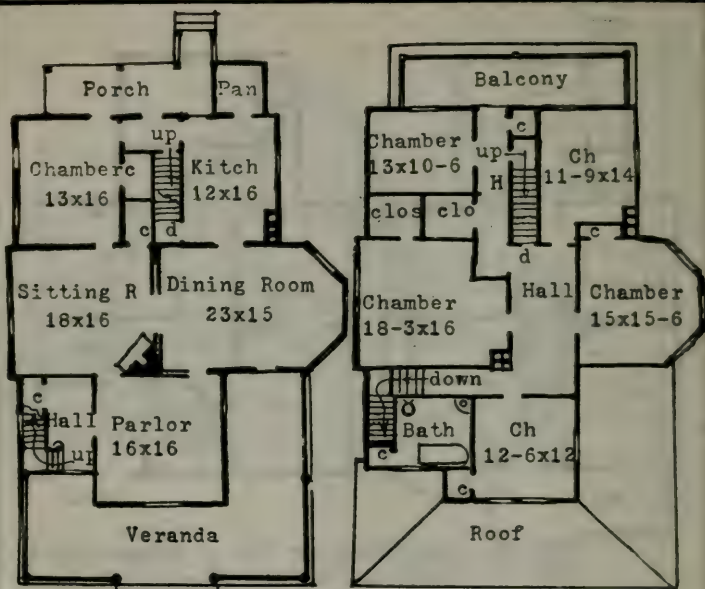 Porch
Pan
up
Chamber
c
13x16
Kitch
12x16
c
d
Sitting R
18x16
Dining Room
23x15
c
Hall
up
Parlor
16x16
Veranda
Balcony
Chamber
13x10-6
c
up
H
Ch
11-9x14
clos
clo
c
d
Hall
Chamber
18-3x16
Chamber
15x15-6
down
Bath
c
Ch
12-6x12
c
Roof